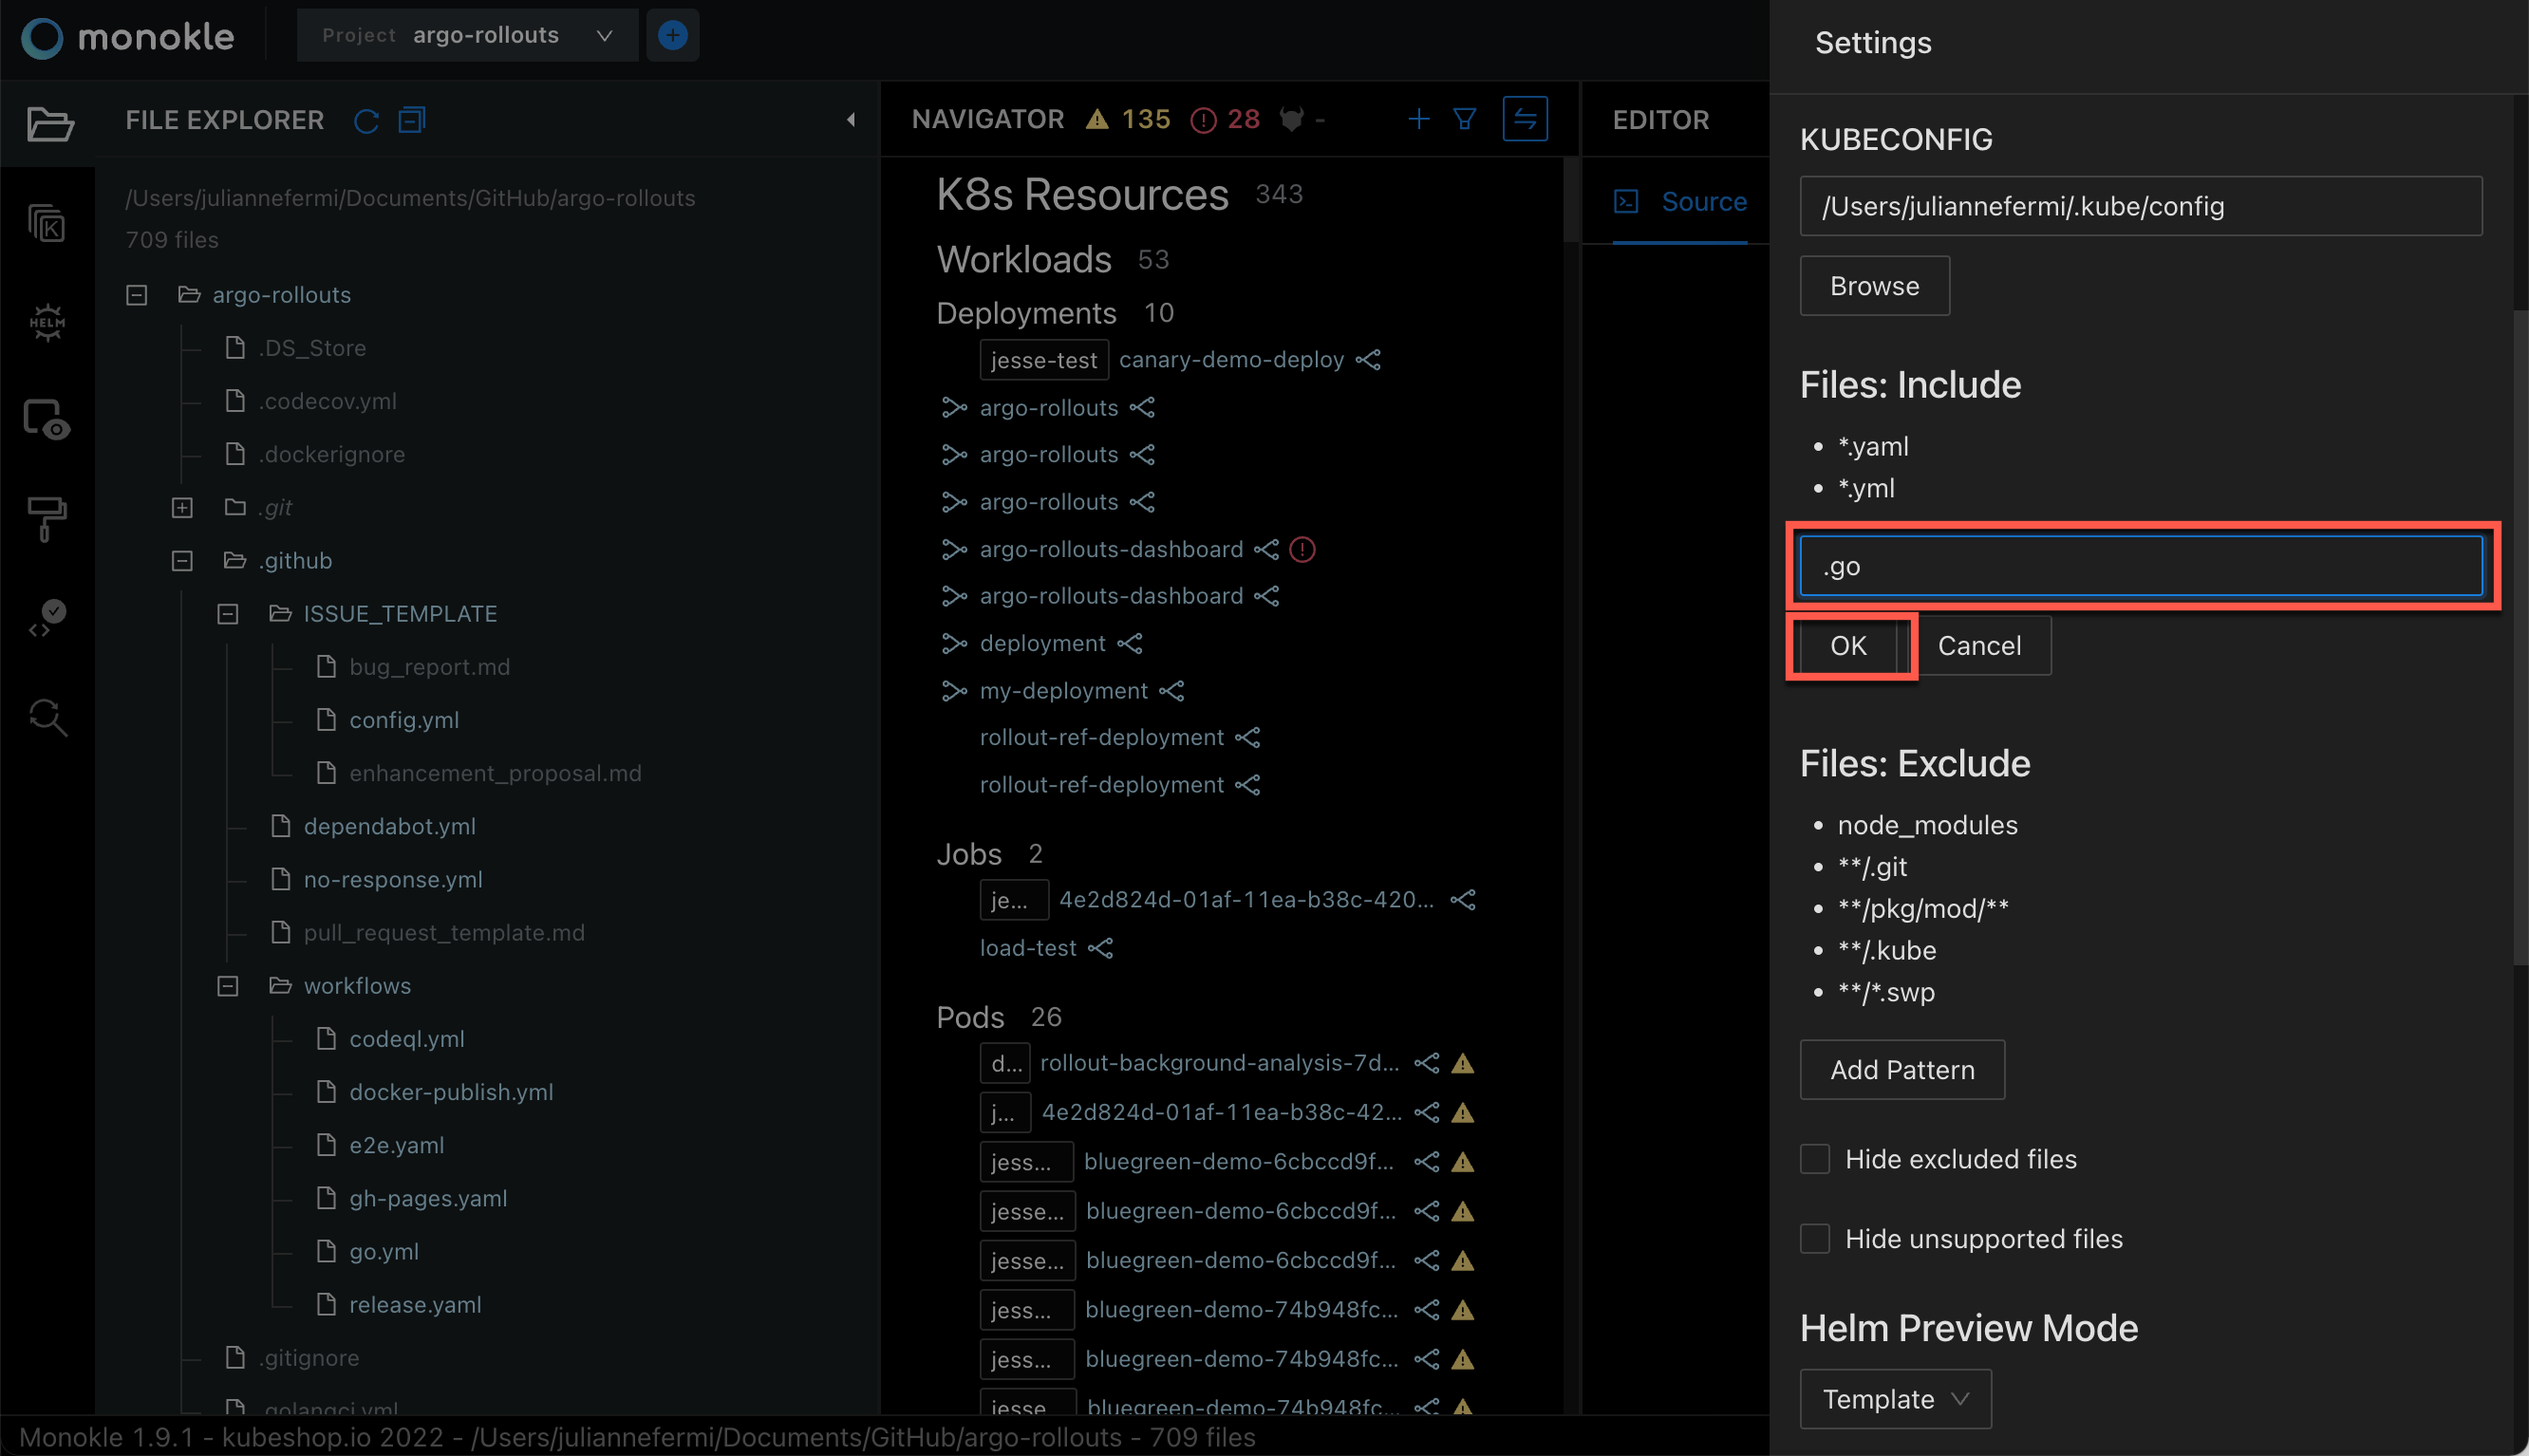 monokle
Project argo-rollouts
Settings
FILE EXPLORER
NAVIGATOR 135 28 -
EDITOR
/Users/juliannefermi/Documents/GitHub/argo-rollouts
709 files
argo-rollouts
.DS_Store
.codecov.yml
.dockerignore
.git
.github
ISSUE_TEMPLATE
bug_report.md
config.yml
enhancement_proposal.md
dependabot.yml
no-response.yml
pull_request_template.md
workflows
codeql.yml
docker-publish.yml
e2e.yaml
gh-pages.yaml
go.yml
release.yaml
.gitignore
.golangci.yml
HELM
K8s Resources 343
Workloads 53
Deployments 10
jesse-test canary-demo-deploy
argo-rollouts
argo-rollouts
argo-rollouts
argo-rollouts-dashboard
argo-rollouts-dashboard
deployment
my-deployment
rollout-ref-deployment
rollout-ref-deployment
Jobs 2
je... 4e2d824d-01af-11ea-b38c-420...
load-test
Pods 26
d... rollout-background-analysis-7d...
j... 4e2d824d-01af-11ea-b38c-42...
jess... bluegreen-demo-6cbccd9f...
jesse... bluegreen-demo-6cbccd9f...
jesse... bluegreen-demo-6cbccd9f...
jess... bluegreen-demo-74b948fc...
jess... bluegreen-demo-74b948fc...
jesse bluegreen-demo-74b948fc...
Source
KUBECONFIG
/Users/juliannefermi/.kube/config
Browse
Files: Include
• *.yaml
• *.yml
.go
OK Cancel
Files: Exclude
• node_modules
• **/.git
• **/pkg/mod/**
• **/.kube
• **/*.swp
Add Pattern
Hide excluded files
Hide unsupported files
Helm Preview Mode
Template
Monokle 1.9.1 - kubeshop.io 2022 - /Users/juliannefermi/Documents/GitHub/argo-rollouts - 709 files